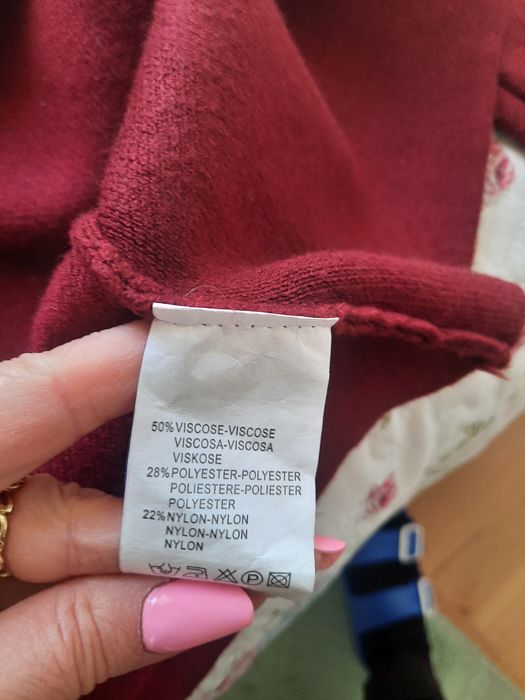 50%VISCOSE-VISCOSE
VISCOSA-VISCOSA
VISKOSE
28%POLYESTER-POLYESTER
POLIESTERE-POLIESTER
POLYESTER
22%NYLON-NYLON
NYLON-NYLON
NYLON
P